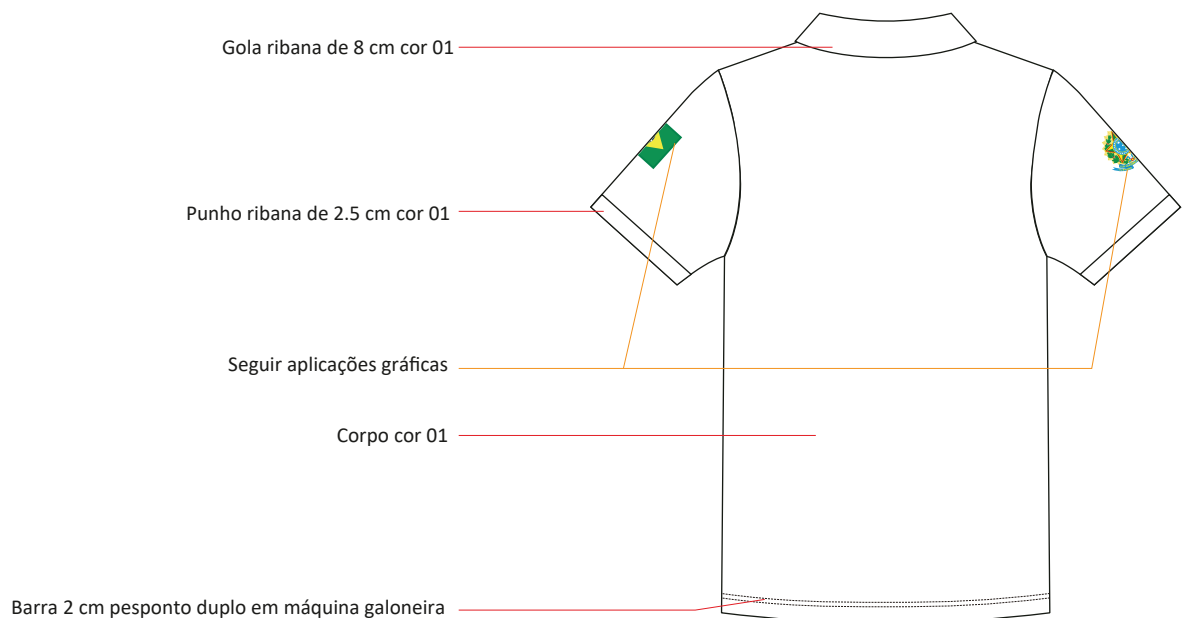 Gola ribana de 8 cm cor 01
Punho ribana de 2.5 cm cor 01
Seguir aplicações gráficas
Corpo cor 01
Barra 2 cm pesponto duplo em máquina galoneira